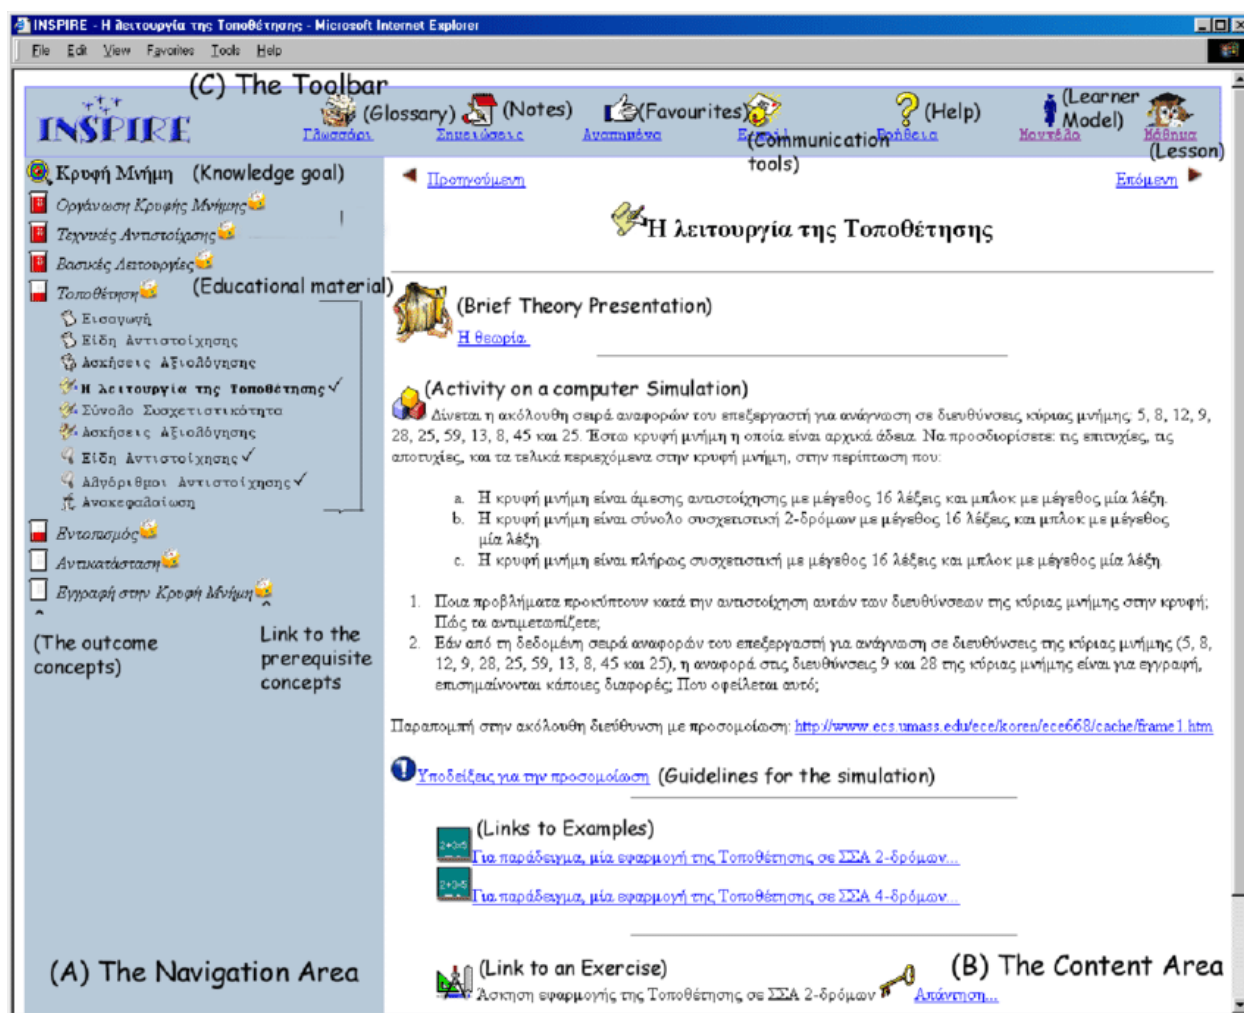 INSPIRE - Η λειτουργία της Τοποθέτησης - Microsoft Internet Explorer
File Edit View Favorites Tools Help
(C) The Toolbar
INSPIRE
(Glossary) (Notes) (Favourites) (Help) (Learner Model)
Γλωσσάρι Σημειώσεις Αγαπημένα E-mail Βοήθεια Μοντέλο Μάθημα
(Communication tools)
(Lesson)
Κρυφή Μνήμη (Knowledge goal)
Οργάνωση Κρυφής Μνήμης
Τεχνικές Αντιστοίχισης
Βασικές Λειτουργίες
Τοποθέτηση (Educational material)
Εισαγωγή
Είδη Αντιστοίχησης
Ασκήσεις Αξιολόγησης
Η λειτουργία της Τοποθέτησης ✓
Σύνολο Συσχετιστικότητα
Ασκήσεις Αξιολόγησης
Είδη Αντιστοίχησης ✓
Αλγόριθμοι Αντιστοίχησης ✓
Ανακεφαλαίωση
Εντοπισμός
Αντικατάσταση
Εγγραφή στην Κρυφή Μνήμη
(The outcome
concepts)
Link to the
prerequisite
concepts
(A) The Navigation Area
Προηγούμενη Επόμενη
Η λειτουργία της Τοποθέτησης
(Brief Theory Presentation)
Η θεωρία.
(Activity on a computer Simulation)
Δίνεται η ακόλουθη σειρά αναφορών του επεξεργαστή για ανάγνωση σε διευθύνσεις κύριας μνήμης: 5, 8, 12, 9,
28, 25, 59, 13, 8, 45 και 25. Έστω κρυφή μνήμη η οποία είναι αρχικά άδεια. Να προσδιορίσετε: τις επιτυχίες, τις
αποτυχίες, και τα τελικά περιεχόμενα στην κρυφή μνήμη, στην περίπτωση που:
a. Η κρυφή μνήμη είναι άμεσης αντιστοίχησης με μέγεθος 16 λέξεις και μπλοκ με μέγεθος μία λέξη.
b. Η κρυφή μνήμη είναι σύνολο συσχετιστική 2-δρόμων με μέγεθος 16 λέξεις, και μπλοκ με μέγεθος
μία λέξη.
c. Η κρυφή μνήμη είναι πλήρως συσχετιστική με μέγεθος 16 λέξεις και μπλοκ με μέγεθος μία λέξη.
1. Ποια προβλήματα προκύπτουν κατά την αντιστοίχηση αυτών των διευθύνσεων της κύριας μνήμης στην κρυφή;
Πώς τα αντιμετωπίζετε;
2. Εάν από τη δεδομένη σειρά αναφορών του επεξεργαστή για ανάγνωση σε διευθύνσεις της κύριας μνήμης (5, 8,
12, 9, 28, 25, 59, 13, 8, 45 και 25), η αναφορά στις διευθύνσεις 9 και 28 της κύριας μνήμης είναι για εγγραφή,
επισημαίνονται κάποιες διαφορές; Που οφείλεται αυτό;
Παραπομπή στην ακόλουθη διεύθυνση με προσομοίωση: http://www.ecs.umass.edu/ece/koren/ece668/cache/frame1.htm
Υποδείξεις για την προσομοίωση (Guidelines for the simulation)
(Links to Examples)
Για παράδειγμα, μία εφαρμογή της Τοποθέτησης σε ΣΣΑ 2-δρόμων...
Για παράδειγμα, μία εφαρμογή της Τοποθέτησης σε ΣΣΑ 4-δρόμων...
(Link to an Exercise)
Άσκηση εφαρμογής της Τοποθέτησης σε ΣΣΑ 2-δρόμων Απάντηση...
(B) The Content Area